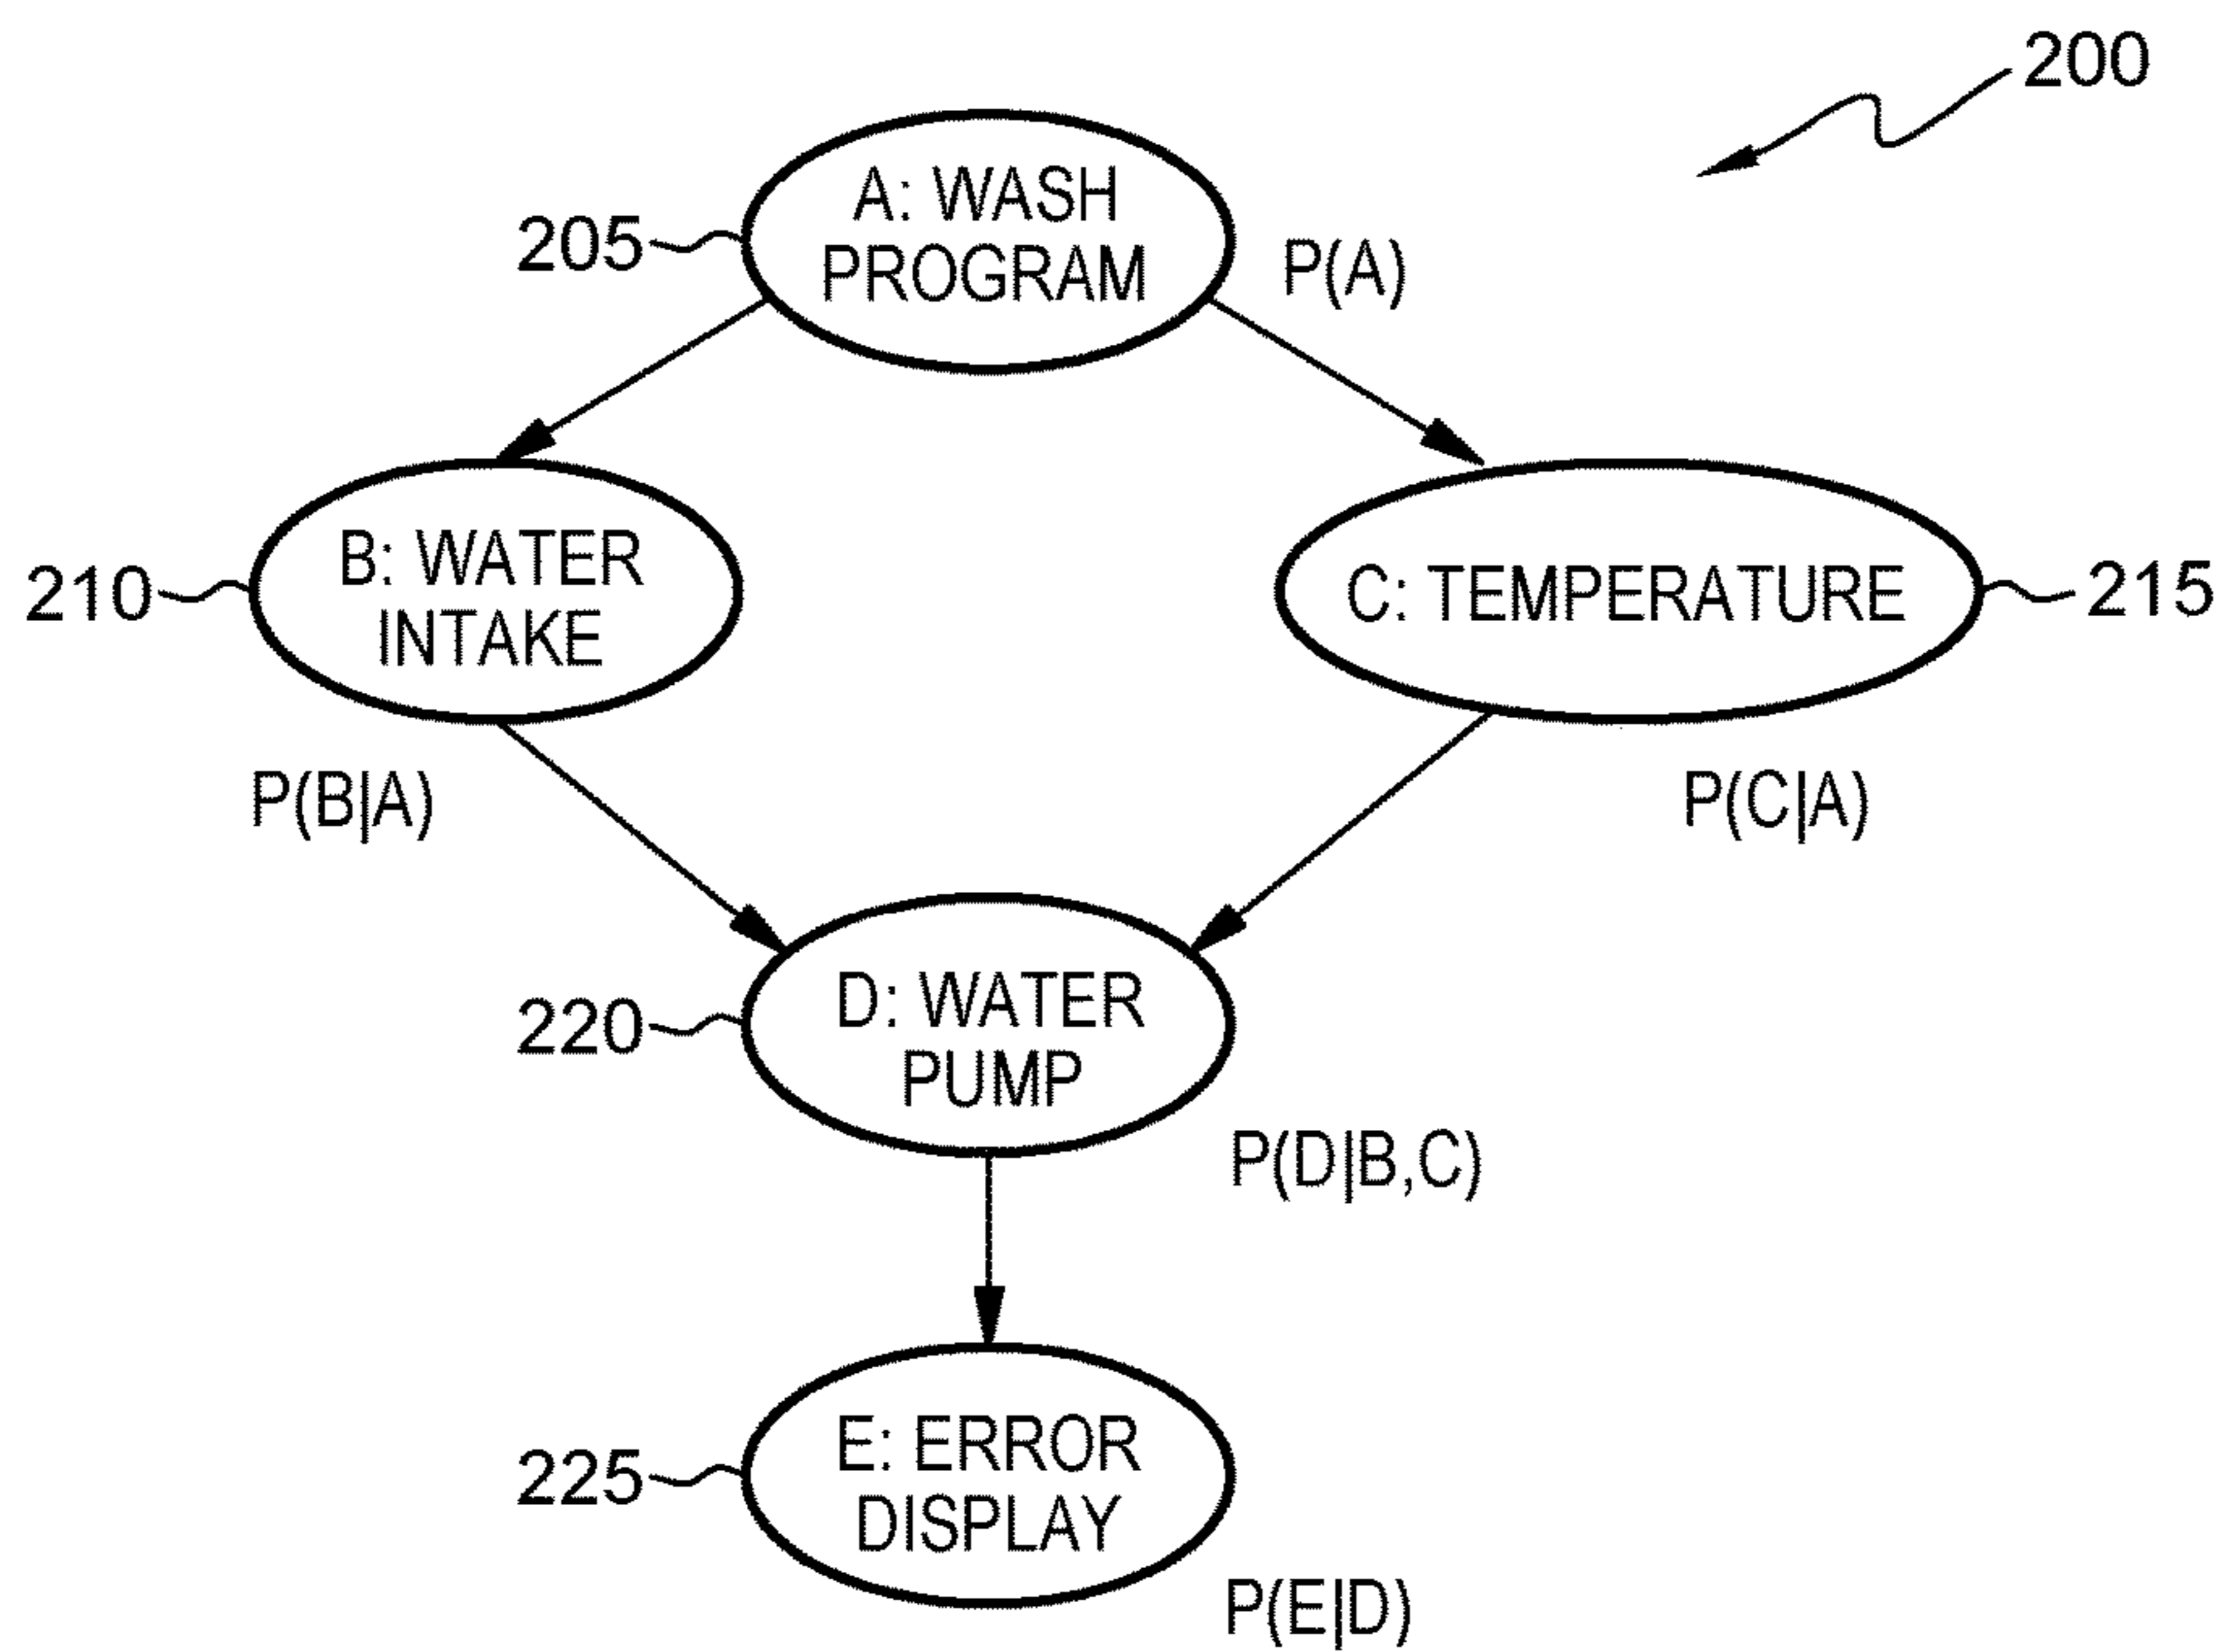 200
A: WASH
PROGRAM
205
P(A)
B: WATER
INTAKE
210
C: TEMPERATURE
215
P(B|A)
P(C|A)
D: WATER
PUMP
220
P(D|B,C)
E: ERROR
DISPLAY
225
P(E|D)